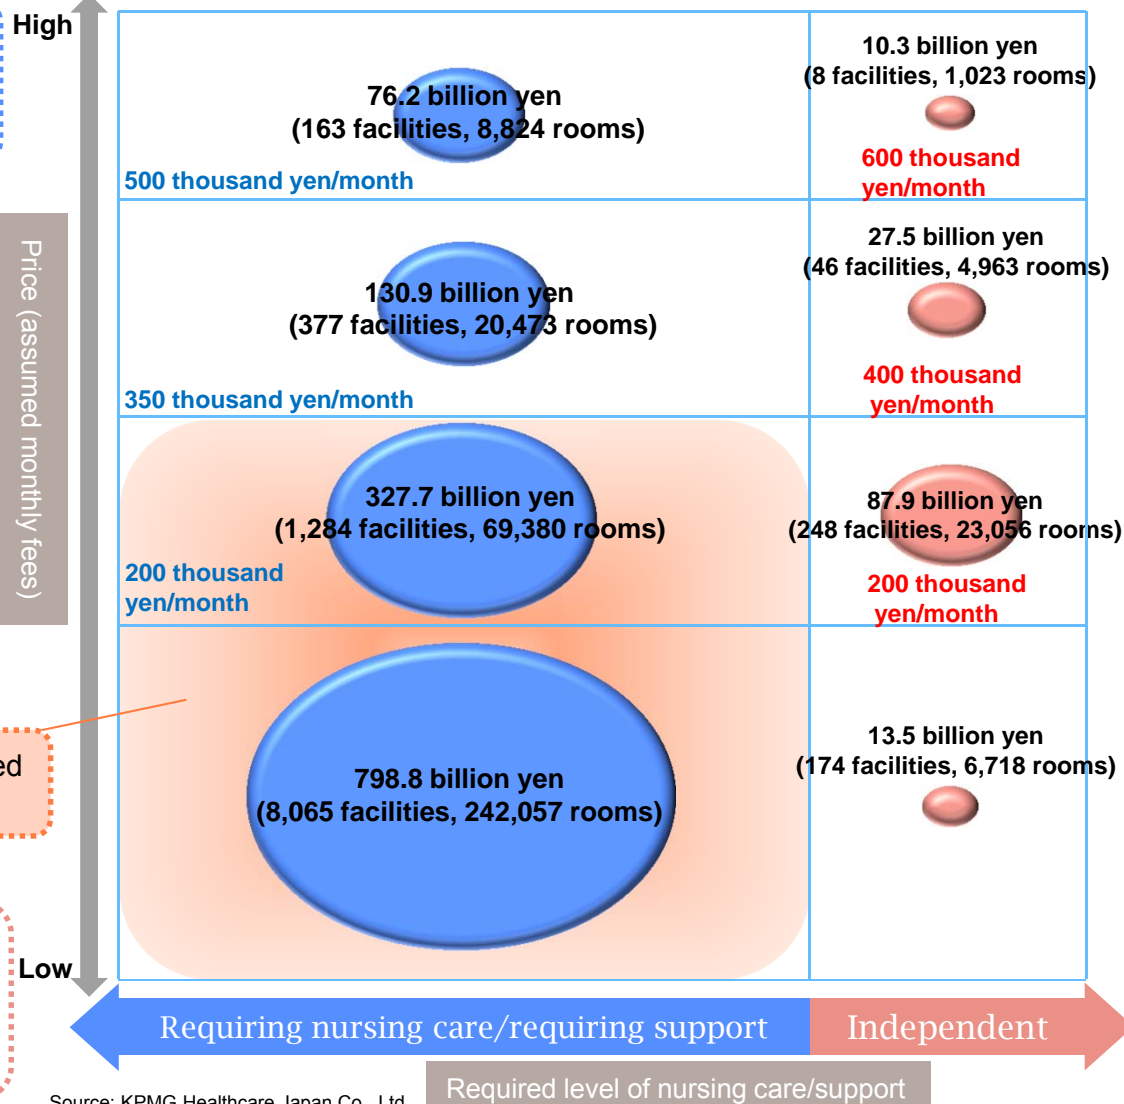 High
10.3 billion yen
(8 facilities, 1,023 rooms)
76.2 billion yen
(163 facilities, 8,824 rooms)
600 thousand
yen/month
500 thousand yen/month
Price (assumed monthly fees)
27.5 billion yen
(46 facilities, 4,963 rooms)
130.9 billion yen
(377 facilities, 20,473 rooms)
400 thousand
yen/month
350 thousand yen/month
327.7 billion yen
(1,284 facilities, 69,380 rooms)
87.9 billion yen
(248 facilities, 23,056 rooms)
200 thousand
yen/month
200 thousand
yen/month
13.5 billion yen
(174 facilities, 6,718 rooms)
798.8 billion yen
(8,065 facilities, 242,057 rooms)
Low
Requiring nursing care/requiring support
Independent
Required level of nursing care/support
Source: KPMG Healthcare Japan Co., Ltd.